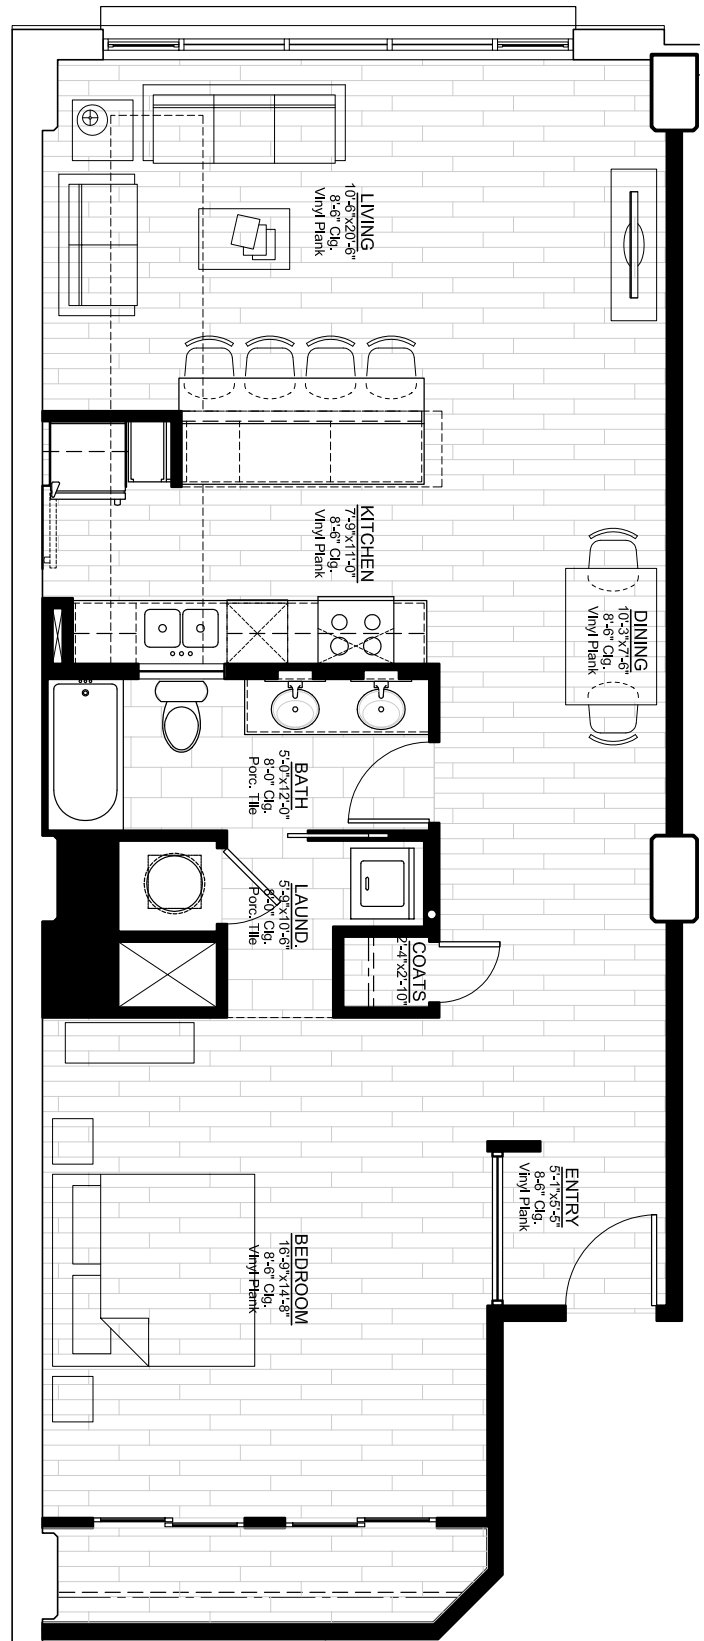 LIVING
10'-6"x20'-6"
8'-6" Clg.
Vinyl Plank
KITCHEN
7'-9"x11'-0"
8'-6" Clg.
Vinyl Plank
DINING
10'-3"x7'-6"
8'-6" Clg.
Vinyl Plank
BATH
5'-0"x12'-0"
8'-0" Clg.
Porc. Tile
LAUND.
5'-9"x10'-6"
8'-0" Clg.
Porc. Tile
COATS
2'-4"x2'-10"
ENTRY
5'-1"x5'-5"
8'-6" Clg.
Vinyl Plank
BEDROOM
16'-9"x14'-8"
8'-6" Clg.
Vinyl Plank